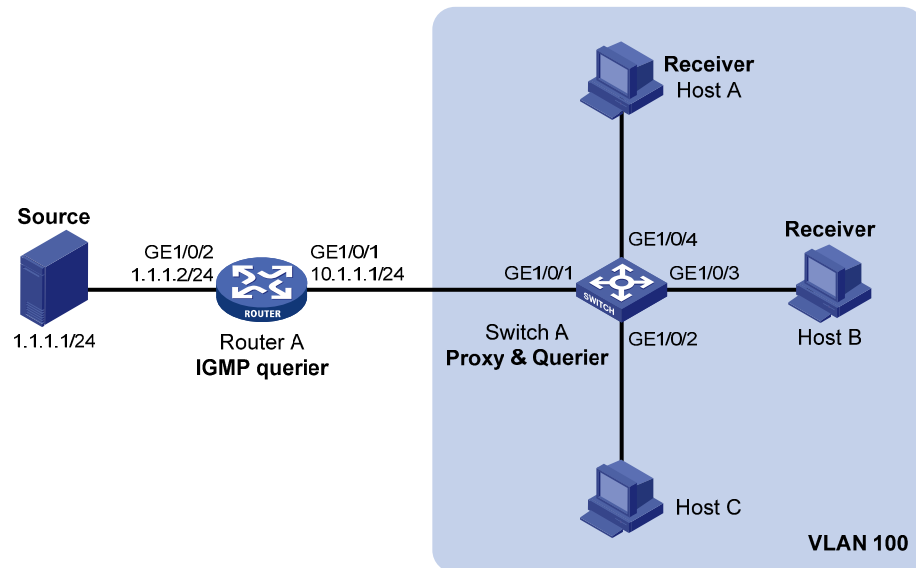 Receiver
Host A
Source
GE1/0/2
1.1.1.2/24
GE1/0/1
10.1.1.1/24
GE1/0/4
Receiver
GE1/0/1
GE1/0/3
ROUTER
SWITCH
1.1.1.1/24
Router A
IGMP querier
Switch A
Proxy & Querier
GE1/0/2
Host B
Host C
VLAN 100